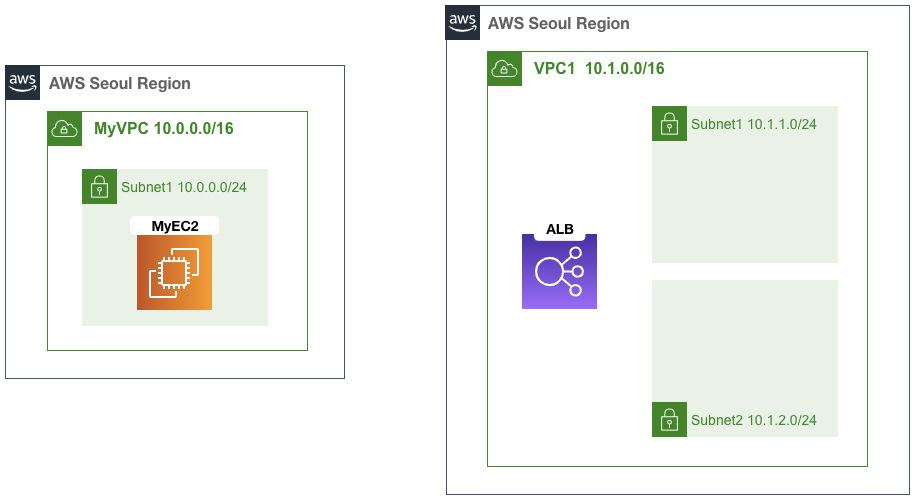 aws
AWS Seoul Region
MyVPC 10.0.0.0/16
Subnet1 10.0.0.0/24
MyEC2
aws
AWS Seoul Region
VPC1 10.1.0.0/16
Subnet1 10.1.1.0/24
ALB
Subnet2 10.1.2.0/24